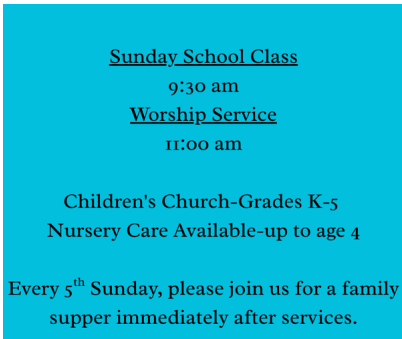 Sunday School Class
9:30 am
Worship Service
11:00 am
Children's Church-Grades K-5
Nursery Care Available-up to age 4
Every 5th Sunday, please join us for a family
supper immediately after services.